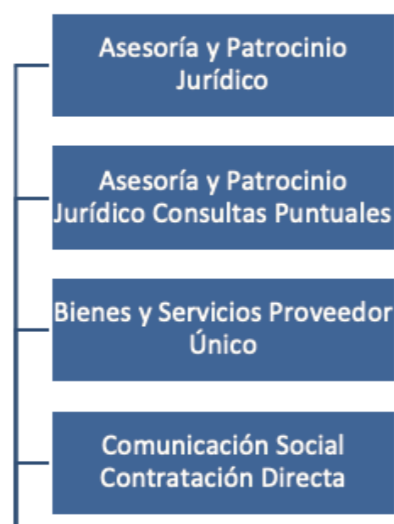 Asesoría y Patrocinio
Jurídico
Asesoría y Patrocinio
Jurídico Consultas Puntuales
Bienes y Servicios Proveedor
Único
Comunicación Social
Contratación Directa